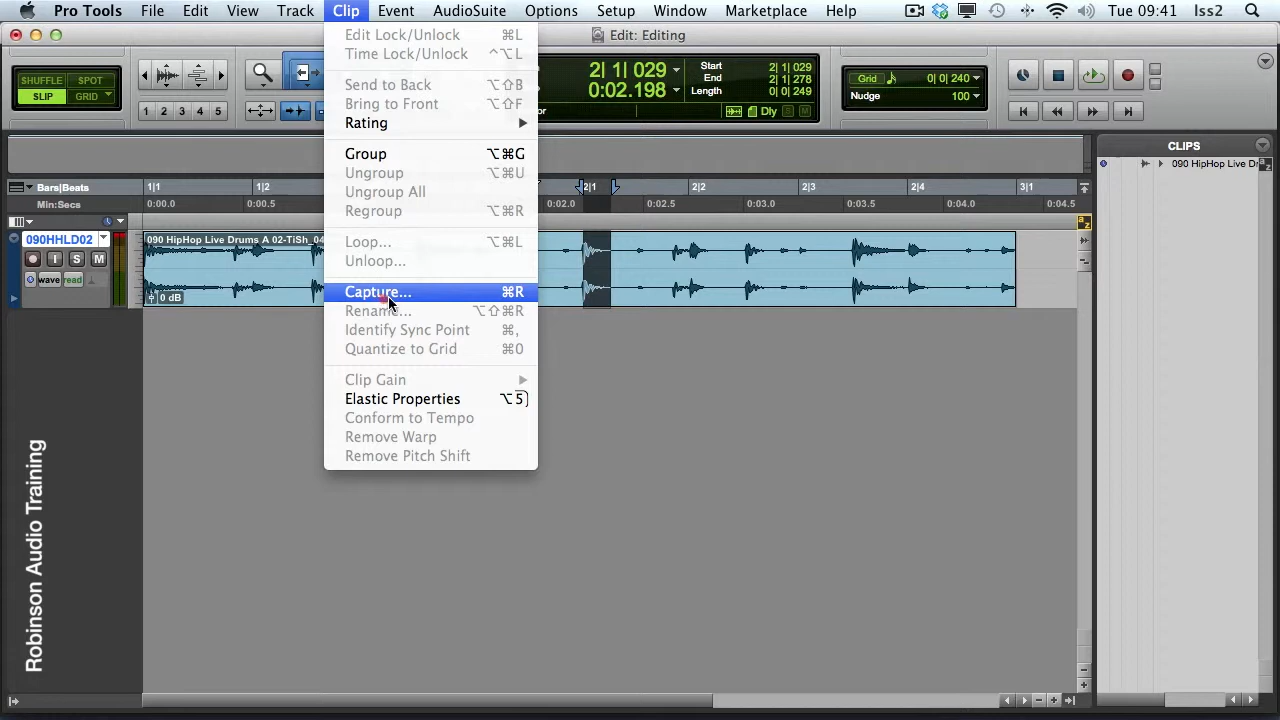 Pro Tools File Edit View Track Clip Event AudioSuite Options Setup Window Marketplace Help Tue 09:41 lss2
Edit: Editing
SHUFFLE SPOT
SLIP GRID
1 2 3 4 5
2| 1| 029
0:02.198
Start 2| 1| 029
End 2| 1| 278
Length 0| 0| 249
Dly S M
Grid 0| 0| 240
Nudge 100
Edit Lock/Unlock ⌘L
Time Lock/Unlock ^⌥L
Send to Back ⌥⇧B
Bring to Front ⌥⇧F
Rating
Group ⌥⌘G
Ungroup ⌥⌘U
Ungroup All
Regroup ⌥⌘R
Loop... ⌥⌘L
Unloop...
Capture... ⌘R
Rename... ⌥⇧⌘R
Identify Sync Point ⌘,
Quantize to Grid ⌘0
Clip Gain
Elastic Properties ⌥5
Conform to Tempo
Remove Warp
Remove Pitch Shift
CLIPS
090 HipHop Live Dr
Bars|Beats 1|1 1|2 2|1 2|2 2|3 2|4 3|1
Min:Secs 0:00.0 0:00.5 0:02.0 0:02.5 0:03.0 0:03.5 0:04.0 0:04.5
090HHLD02
I S M
wave read
090 HipHop Live Drums A 02-TiSh_04
0 dB
Robinson Audio Training